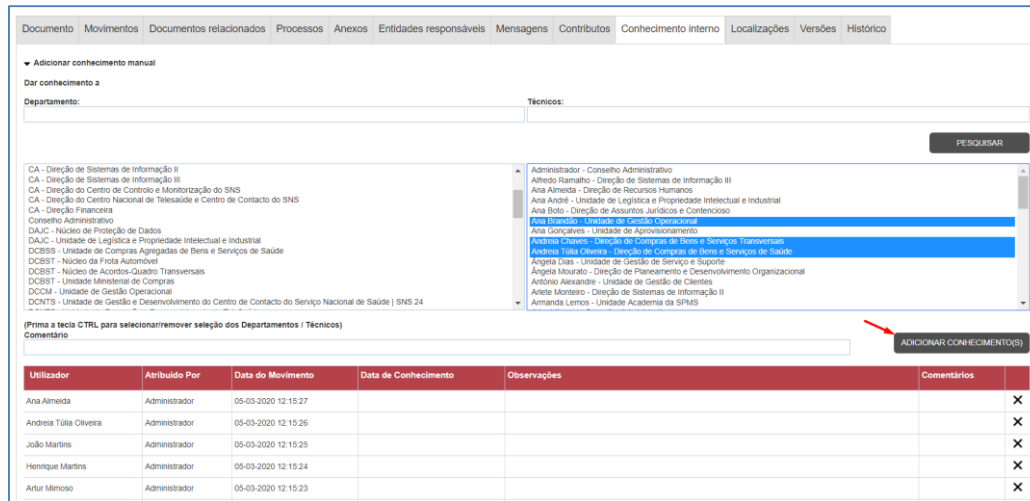 Documento Movimentos Documentos relacionados Processos Anexos Entidades responsáveis Mensagens Contributos Conhecimento interno Localizações Versões Histórico
Adicionar conhecimento manual
Dar conhecimento a
Departamento: Técnicos:
PESQUISAR
CA - Direção de Sistemas de Informação II
CA - Direção de Sistemas de Informação III
CA - Direção do Centro de Controlo e Monitorização do SNS
CA - Direção do Centro Nacional de Telesaúde e Centro de Contacto do SNS
CA - Direção Financeira
Conselho Administrativo
DAJC - Núcleo de Proteção de Dados
DAJC - Unidade de Legística e Propriedade Intelectual e Industrial
DCBSS - Unidade de Compras Agregadas de Bens e Serviços de Saúde
DCBST - Núcleo da Frota Automóvel
DCBST - Núcleo de Acordos-Quadro Transversais
DCBST - Unidade Ministerial de Compras
DCCM - Unidade de Gestão Operacional
DCNTS - Unidade de Gestão e Desenvolvimento do Centro de Contacto do Serviço Nacional de Saúde | SNS 24
Administrador - Conselho Administrativo
Alfredo Ramalho - Direção de Sistemas de Informação III
Ana Almeida - Direção de Recursos Humanos
Ana André - Unidade de Legística e Propriedade Intelectual e Industrial
Ana Boto - Direção de Assuntos Jurídicos e Contencioso
Ana Brandão - Unidade de Gestão Operacional
Ana Gonçalves - Unidade de Aprovisionamento
Andreia Chaves - Direção de Compras de Bens e Serviços Transversais
Andreia Túlia Oliveira - Direção de Compras de Bens e Serviços de Saúde
Ângela Dias - Unidade de Gestão de Serviço e Suporte
Ângela Mourato - Direção de Planeamento e Desenvolvimento Organizacional
António Alexandre - Unidade de Gestão de Clientes
Arlete Monteiro - Direção de Sistemas de Informação II
Armanda Lemos - Unidade Academia da SPMS
(Prima a tecla CTRL para selecionar/remover seleção dos Departamentos / Técnicos)
Comentário
ADICIONAR CONHECIMENTO(S)
Utilizador Atribuido Por Data do Movimento Data de Conhecimento Observações Comentários
Ana Almeida Administrador 05-03-2020 12:15:27
Andreia Túlia Oliveira Administrador 05-03-2020 12:15:26
João Martins Administrador 05-03-2020 12:15:25
Henrique Martins Administrador 05-03-2020 12:15:24
Artur Mimoso Administrador 05-03-2020 12:15:23